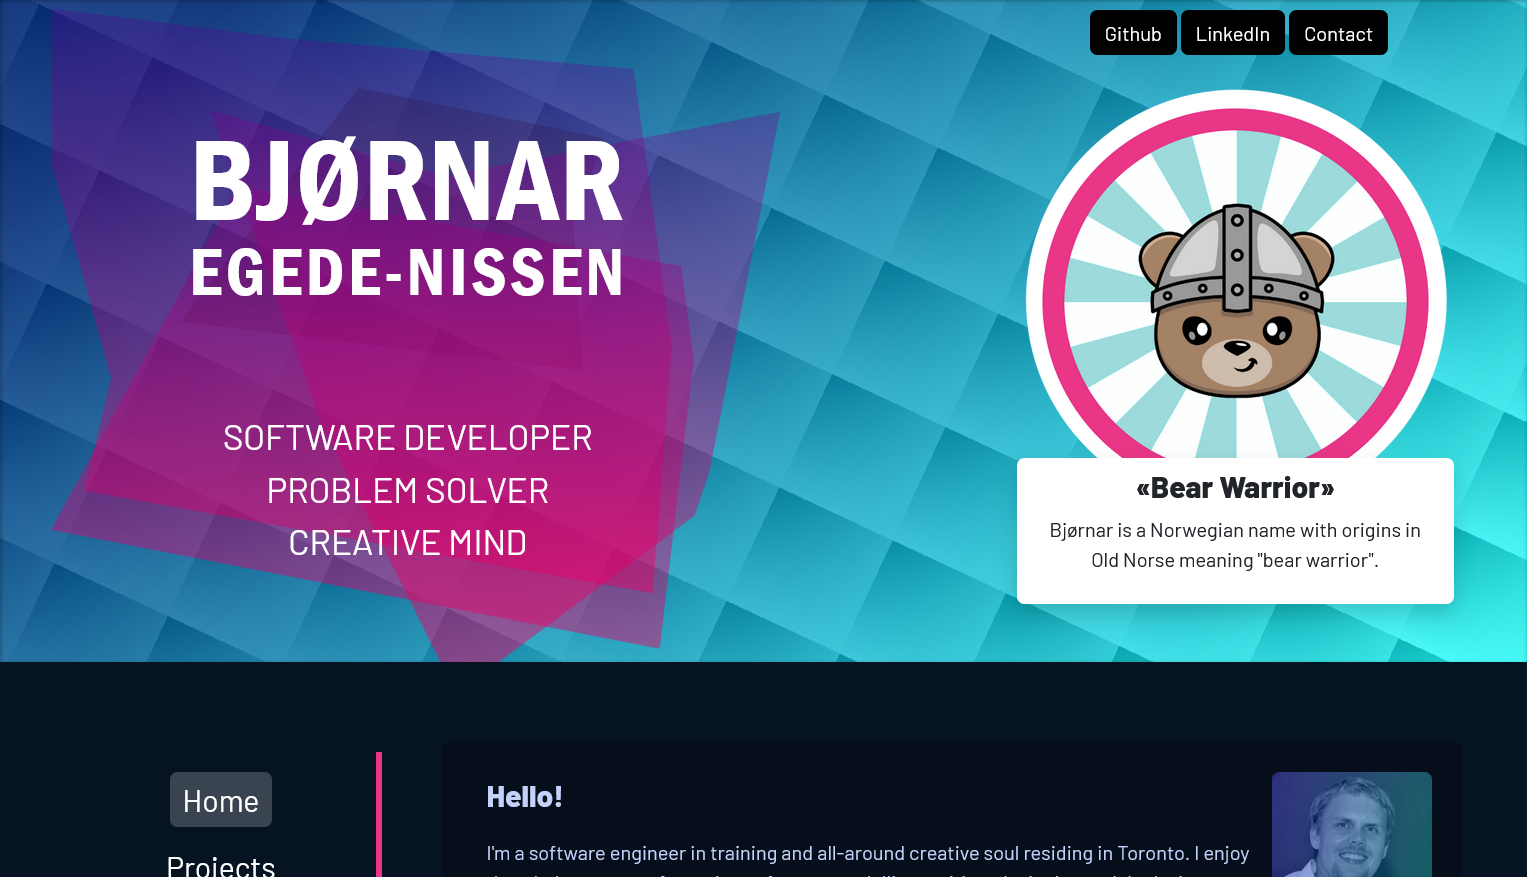 Github
LinkedIn
Contact
BJØRNAR
EGEDE-NISSEN
SOFTWARE DEVELOPER
PROBLEM SOLVER
CREATIVE MIND
«Bear Warrior»
Bjørnar is a Norwegian name with origins in
Old Norse meaning "bear warrior".
Home
Projects
Hello!
I'm a software engineer in training and all-around creative soul residing in Toronto. I enjoy